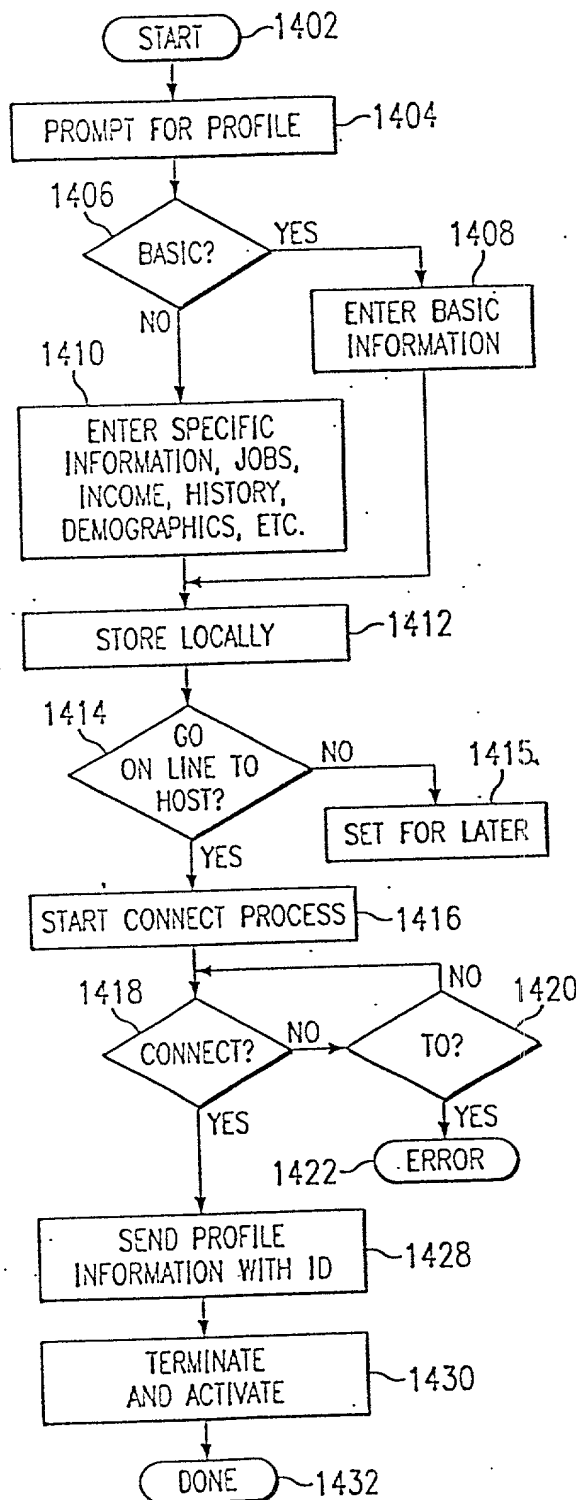 START
1402
PROMPT FOR PROFILE
1404
1406
BASIC?
YES
NO
1408
ENTER BASIC
INFORMATION
1410
ENTER SPECIFIC
INFORMATION, JOBS,
INCOME, HISTORY,
DEMOGRAPHICS, ETC.
STORE LOCALLY
1412
1414
GO
ON LINE TO
HOST?
NO
YES
1415
SET FOR LATER
START CONNECT PROCESS
1416
1418
CONNECT?
NO
YES
NO
1420
TO?
YES
1422
ERROR
SEND PROFILE
INFORMATION WITH ID
1428
TERMINATE
AND ACTIVATE
1430
DONE
1432